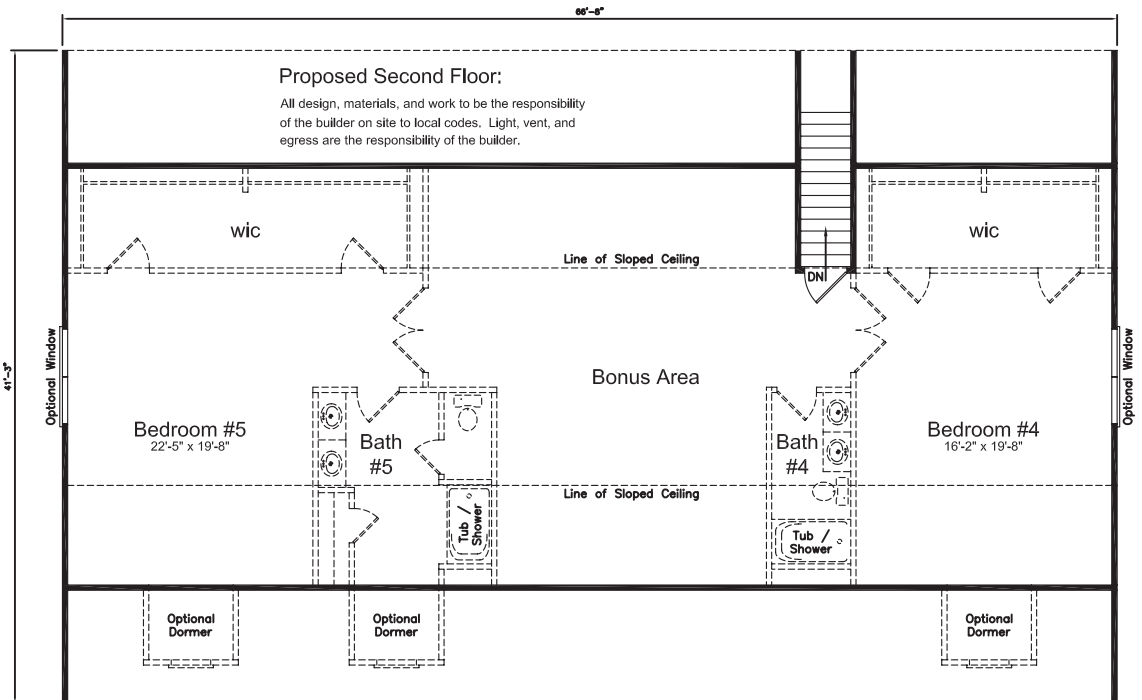 66'-8"
Proposed Second Floor:
All design, materials, and work to be the responsibility
of the builder on site to local codes. Light, vent, and
egress are the responsibility of the builder.
wic
wic
Line of Sloped Ceiling
DN
41'-3"
Optional Window
Optional Window
Bonus Area
Bedroom #5
22'-5" x 19'-8"
Bath
#5
Bath
#4
Bedroom #4
16'-2" x 19'-8"
Line of Sloped Ceiling
Tub /
Shower
Tub /
Shower
Optional
Dormer
Optional
Dormer
Optional
Dormer